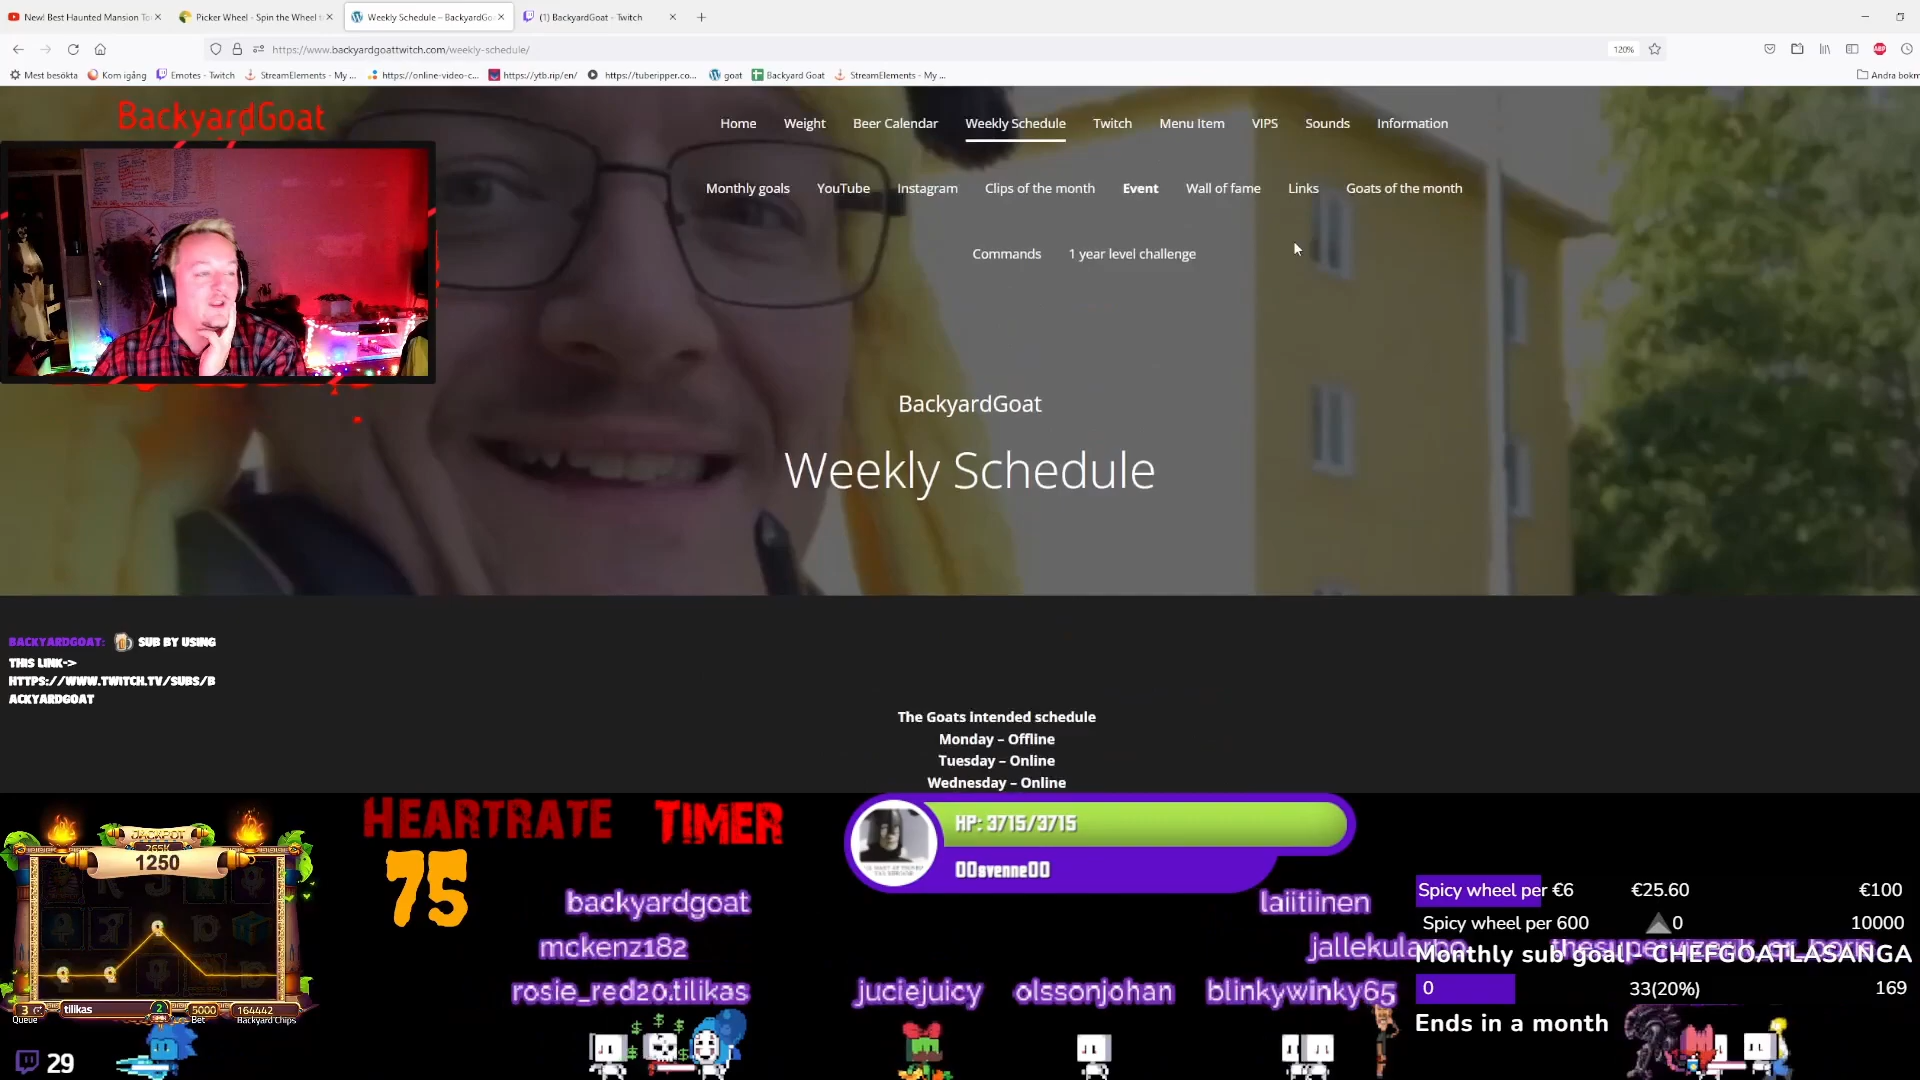 New! Best Haunted Mansion To
Picker Wheel - Spin the Wheel t
Weekly Schedule – BackyardGo
(1) BackyardGoat - Twitch
https://www.backyardgoattwitch.com/weekly-schedule/
120%
Mest besökta
Kom igång
Emotes - Twitch
StreamElements - My ...
https://online-video-c...
https://ytb.rip/en/
https://tuberipper.co...
goat
Backyard Goat
StreamElements - My ...
Andra bokm
BackyardGoat
Home Weight Beer Calendar Weekly Schedule Twitch Menu Item VIPS Sounds Information
Monthly goals YouTube Instagram Clips of the month Event Wall of fame Links Goats of the month
Commands 1 year level challenge
BackyardGoat
Weekly Schedule
BACKYARDGOAT: SUB BY USING
THIS LINK->
HTTPS://WWW.TWITCH.TV/SUBS/B
ACKYARDGOAT
The Goats intended schedule
Monday – Offline
Tuesday – Online
Wednesday – Online
JACKPOT
265K
1250
3
Queue
tilikas
2
5000
Bet
164442
Backyard Chips
29
HEARTRATE
75
TIMER
HP: 3715/3715
00svenne00
backyardgoat
mckenz182
rosie_red20.tilikas
juciejuicy
olssonjohan
blinkywinky65
laiitiinen
Spicy wheel per €6 €25.60 €100
Spicy wheel per 600 0 10000
Monthly sub goal!- CHEFGOATLASANGA
0 33(20%) 169
Ends in a month